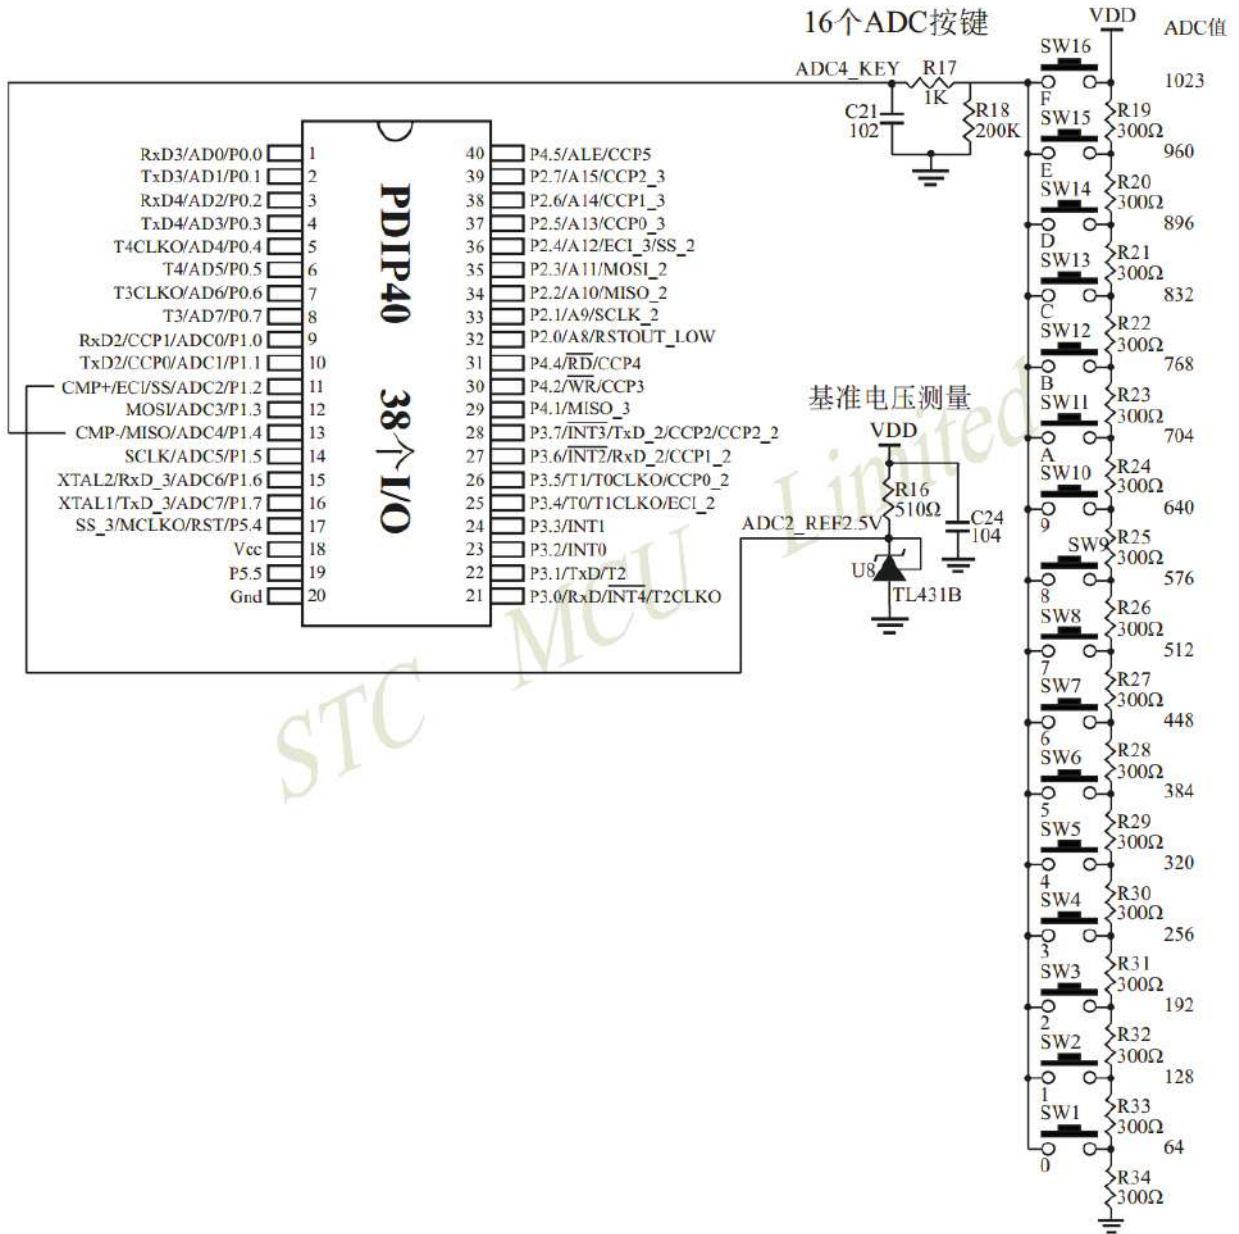 16个ADC按键
VDD
ADC值
ADC4_KEY
R17
1K
C21
102
R18
200K
SW16
1023
F
R19
300Ω
SW15
960
E
R20
300Ω
SW14
896
D
R21
300Ω
SW13
832
C
R22
300Ω
SW12
768
B
R23
300Ω
SW11
704
A
R24
300Ω
SW10
640
9
R25
300Ω
SW9
576
8
R26
300Ω
SW8
512
7
R27
300Ω
SW7
448
6
R28
300Ω
SW6
384
5
R29
300Ω
SW5
320
4
R30
300Ω
SW4
256
3
R31
300Ω
SW3
192
2
R32
300Ω
SW2
128
1
R33
300Ω
SW1
64
0
R34
300Ω
PDIP40 38个I/O
RxD3/AD0/P0.0 1
TxD3/AD1/P0.1 2
RxD4/AD2/P0.2 3
TxD4/AD3/P0.3 4
T4CLKO/AD4/P0.4 5
T4/AD5/P0.5 6
T3CLKO/AD6/P0.6 7
T3/AD7/P0.7 8
RxD2/CCP1/ADC0/P1.0 9
TxD2/CCP0/ADC1/P1.1 10
CMP+/ECI/SS/ADC2/P1.2 11
MOSI/ADC3/P1.3 12
CMP-/MISO/ADC4/P1.4 13
SCLK/ADC5/P1.5 14
XTAL2/RxD_3/ADC6/P1.6 15
XTAL1/TxD_3/ADC7/P1.7 16
SS_3/MCLKO/RST/P5.4 17
Vcc 18
P5.5 19
Gnd 20
40 P4.5/ALE/CCP5
39 P2.7/A15/CCP2_3
38 P2.6/A14/CCP1_3
37 P2.5/A13/CCP0_3
36 P2.4/A12/ECI_3/SS_2
35 P2.3/A11/MOSI_2
34 P2.2/A10/MISO_2
33 P2.1/A9/SCLK_2
32 P2.0/A8/RSTOUT_LOW
31 P4.4/RD/CCP4
30 P4.2/WR/CCP3
29 P4.1/MISO_3
28 P3.7/INT3/TxD_2/CCP2/CCP2_2
27 P3.6/INT2/RxD_2/CCP1_2
26 P3.5/T1/T0CLKO/CCP0_2
25 P3.4/T0/T1CLKO/ECI_2
24 P3.3/INT1
23 P3.2/INT0
22 P3.1/TxD/T2
21 P3.0/RxD/INT4/T2CLKO
基准电压测量
VDD
R16
510Ω
ADC2_REF2.5V
C24
104
U8
TL431B
STC MCU Limited